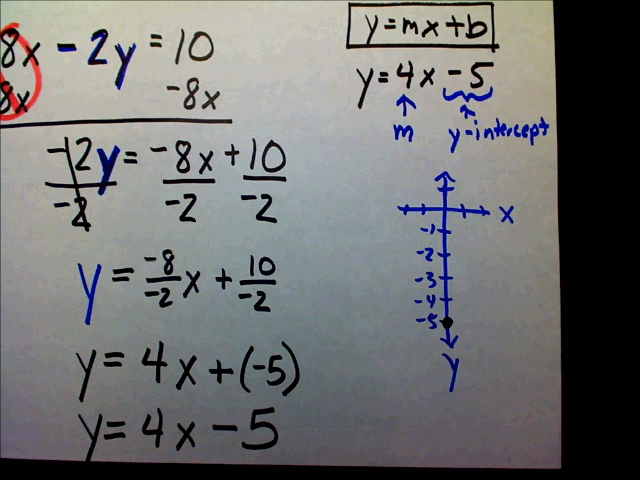 8x - 2y = 10
8x -8x
-2y = -8x + 10
-2 -2 -2
y = -8/-2 x + 10/-2
y = 4x + (-5)
y = 4x - 5
y = mx + b
y = 4x - 5
m y-intercept
x
-1
-2
-3
-4
-5
y